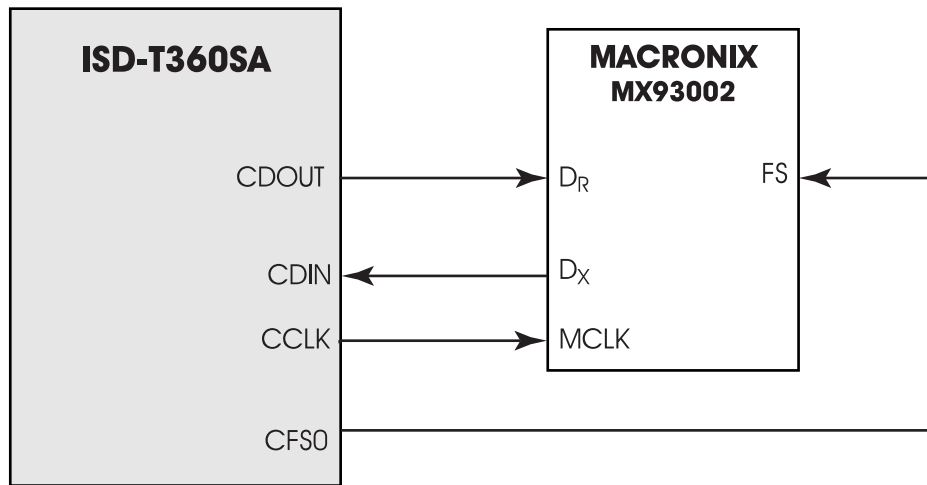 ISD-T360SA
MACRONIX
MX93002
CDOUT
DR
FS
CDIN
DX
CCLK
MCLK
CFS0